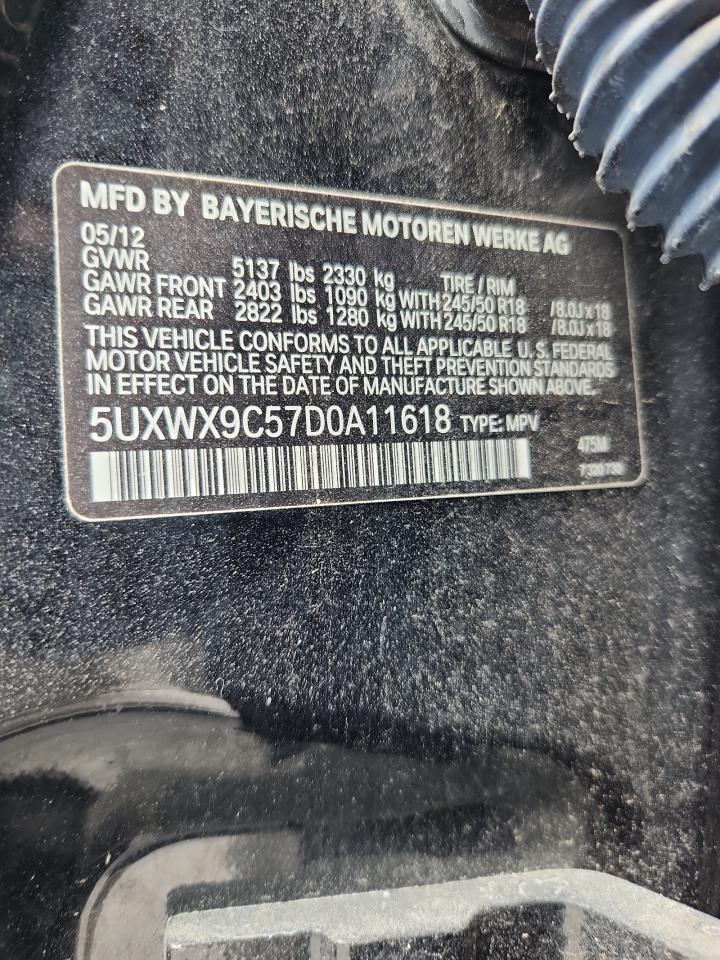 MFD BY BAYERISCHE MOTOREN WERKE AG
05/12
GVWR 5137 lbs 2330 kg TIRE / RIM
GAWR FRONT 2403 lbs 1090 kg WITH 245/50 R18 /8.0J x 18
GAWR REAR 2822 lbs 1280 kg WITH 245/50 R18 /8.0J x 18
THIS VEHICLE CONFORMS TO ALL APPLICABLE U.S. FEDERAL
MOTOR VEHICLE SAFETY AND THEFT PREVENTION STANDARDS
IN EFFECT ON THE DATE OF MANUFACTURE SHOWN ABOVE.
5UXWX9C57D0A11618 TYPE: MPV
475M